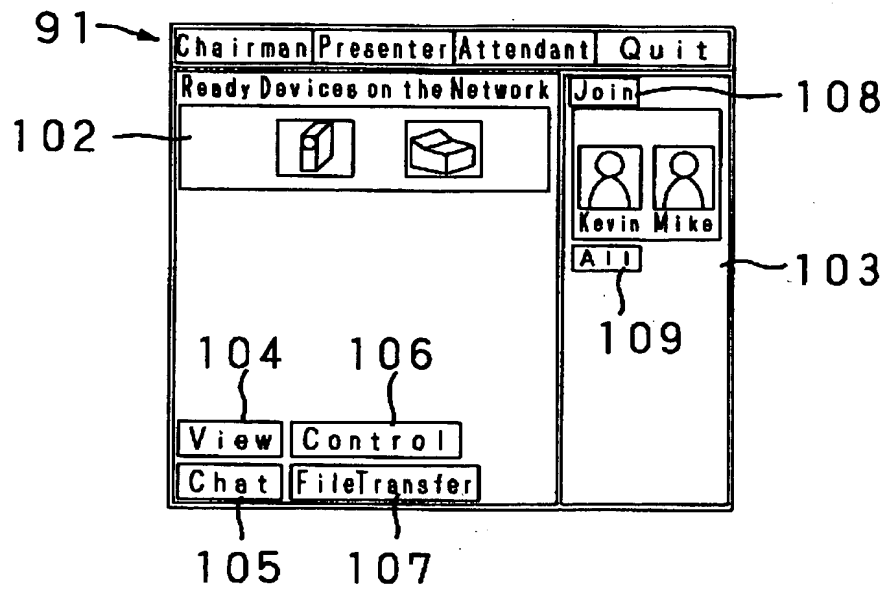 91
Chairman Presenter Attendant Quit
Ready Devices on the Network Join 108
102
Kevin Mike
All 103
109
104 106
View Control
Chat FileTransfer
105 107